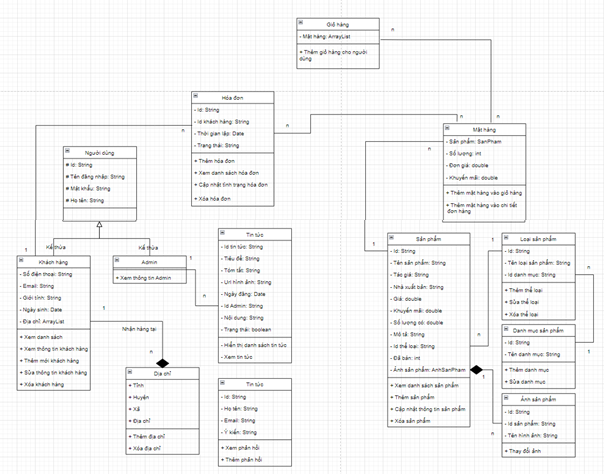 Giỏ hàng
- Mặt hàng: ArrayList
+ Thêm giỏ hàng cho người
dùng
n
n
Hóa đơn
- Id: String
- Id khách hàng: String
- Thời gian lập: Date
- Trạng thái: String
+ Thêm hóa đơn
+ Xem danh sách hóa đơn
+ Cập nhật tình trạng hóa đơn
+ Xóa hóa đơn
n
n
n
Mặt hàng
- Sản phẩm: SanPham
- Số lượng: int
- Đơn giá: double
- Khuyến mãi: double
+ Thêm mặt hàng vào giỏ hàng
+ Thêm mặt hàng vào chi tiết
đơn hàng
n
1
Người dùng
# Id: String
# Tên đăng nhập: String
# Mật khẩu: String
# Họ tên: String
Kế thừa
Kế thừa
1
Khách hàng
- Số điện thoại: String
- Email: String
- Giới tính: String
- Ngày sinh: Date
- Địa chỉ: ArrayList
+ Xem danh sách
+ Xem thông tin khách hàng
+ Thêm mới khách hàng
+ Sửa thông tin khách hàng
+ Xóa khách hàng
Admin
+ Xem thông tin Admin
1
n
1
Nhận hàng tại
n
Địa chỉ
+ Tỉnh
+ Huyện
+ Xã
+ Địa chỉ
+ Thêm địa chỉ
+ Xóa địa chỉ
Tin tức
- Id tin tức: String
- Tiêu đề: String
- Tóm tắt: String
- Url hình ảnh: String
- Ngày đăng: Date
- Id Admin: String
- Nội dung: String
- Trạng thái: boolean
+ Hiển thị danh sách tin tức
+ Xem tin tức
Tin tức
- Id: String
- Họ tên: String
- Email: String
- Ý kiến: String
+ Xem phản hồi
+ Thêm phản hồi
Sản phẩm
- Id: String
- Tên sản phẩm: String
- Tác giả: String
- Nhà xuất bản: String
- Giá: double
- Khuyến mãi: double
- Số lượng có: double
- Mô tả: String
- Id thể loại: String
- Đã bán: int
- Ảnh sản phẩm: AnhSanPham
+ Xem danh sách sản phẩm
+ Thêm sản phẩm
+ Cập nhật thông tin sản phẩm
+ Xóa sản phẩm
1
n
1
n
Loại sản phẩm
- Id: String
- Tên loại sản phẩm: String
- Id danh mục: String
+ Thêm thể loại
+ Sửa thể loại
+ Xóa thể loại
n
1
Danh mục sản phẩm
- Id: String
- Tên danh mục: String
+ Thêm danh mục
+ Sửa danh mục
Ảnh sản phẩm
- Id: String
- Id sản phẩm: String
- Tên hình ảnh: String
+ Thay đổi ảnh